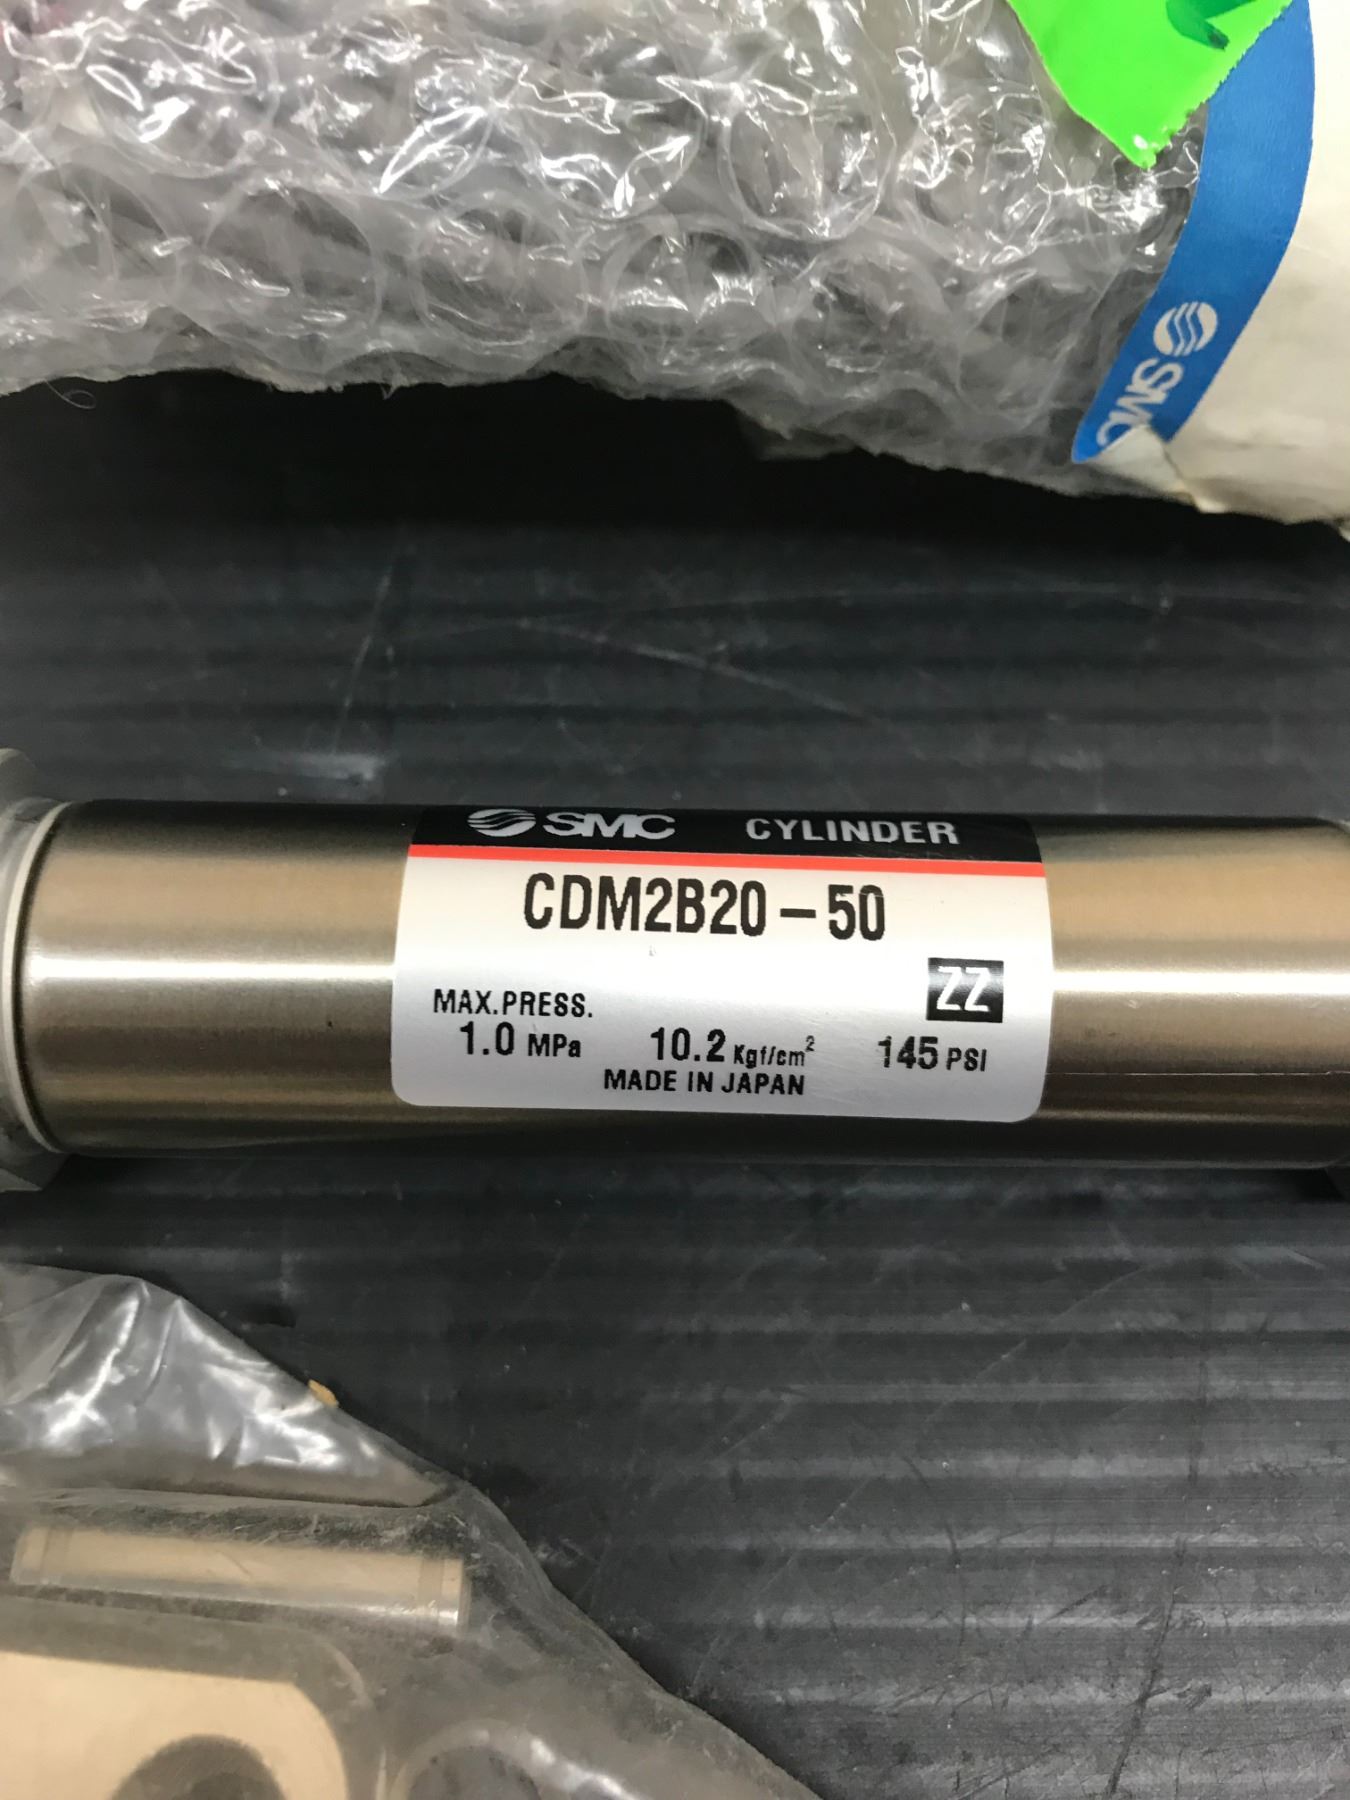 SMC
SMC CYLINDER
CDM2B20-50
ZZ
MAX.PRESS.
1.0 MPa 10.2 Kgf/cm² 145 PSI
MADE IN JAPAN